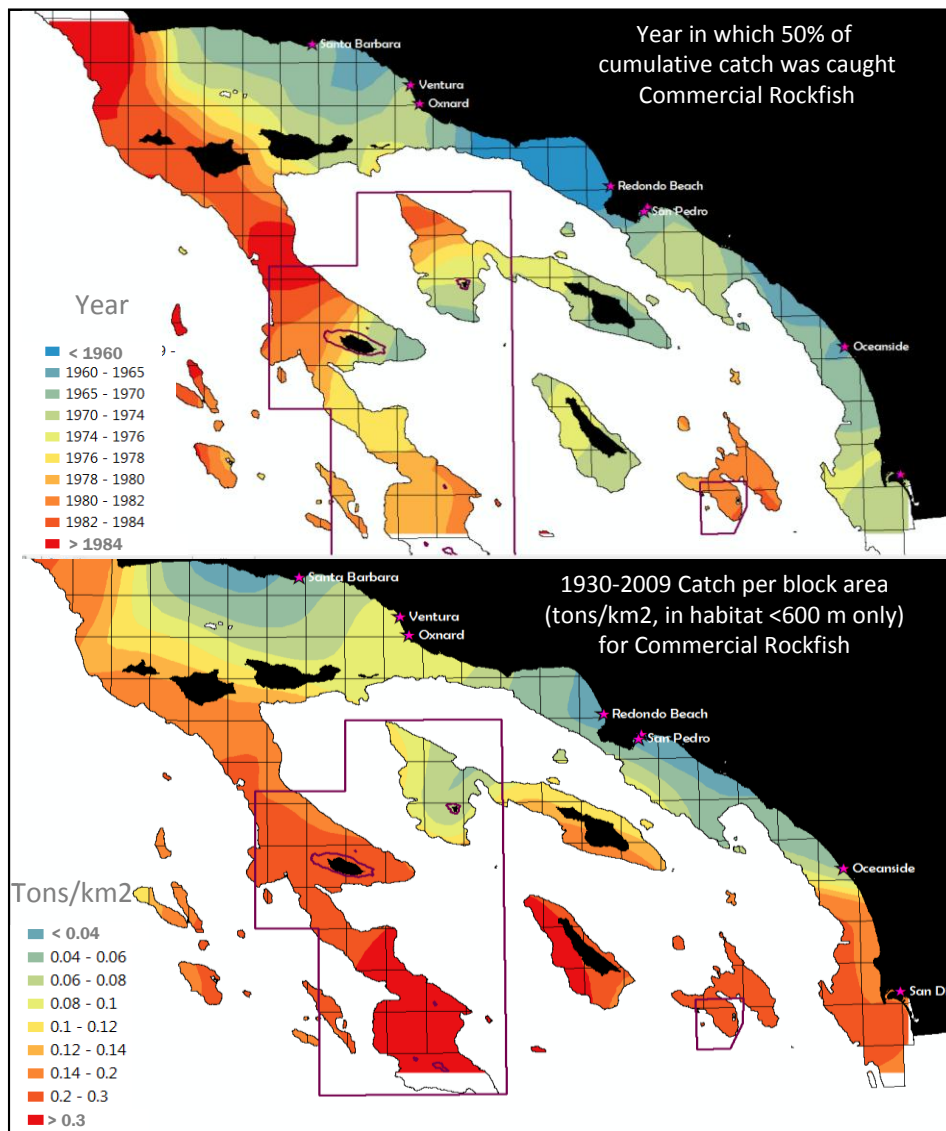 Year in which 50% of
cumulative catch was caught
Commercial Rockfish
Santa Barbara
Ventura
Oxnard
Redondo Beach
San Pedro
Oceanside
Year
< 1960
1960 - 1965
1965 - 1970
1970 - 1974
1974 - 1976
1976 - 1978
1978 - 1980
1980 - 1982
1982 - 1984
> 1984
1930-2009 Catch per block area
(tons/km2, in habitat <600 m only)
for Commercial Rockfish
Santa Barbara
Ventura
Oxnard
Redondo Beach
San Pedro
Oceanside
San D
Tons/km2
< 0.04
0.04 - 0.06
0.06 - 0.08
0.08 - 0.1
0.1 - 0.12
0.12 - 0.14
0.14 - 0.2
0.2 - 0.3
> 0.3